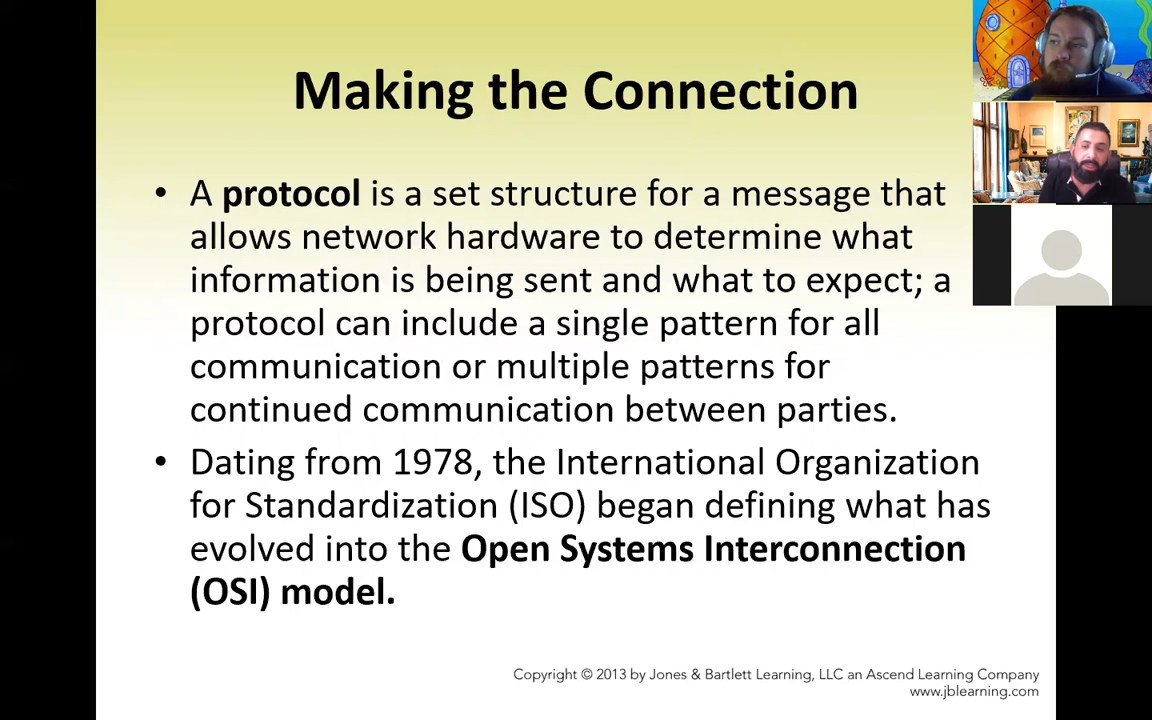 Making the Connection
• A protocol is a set structure for a message that
allows network hardware to determine what
information is being sent and what to expect; a
protocol can include a single pattern for all
communication or multiple patterns for
continued communication between parties.
• Dating from 1978, the International Organization
for Standardization (ISO) began defining what has
evolved into the Open Systems Interconnection
(OSI) model.
Copyright © 2013 by Jones & Bartlett Learning, LLC an Ascend Learning Company
www.jblearning.com